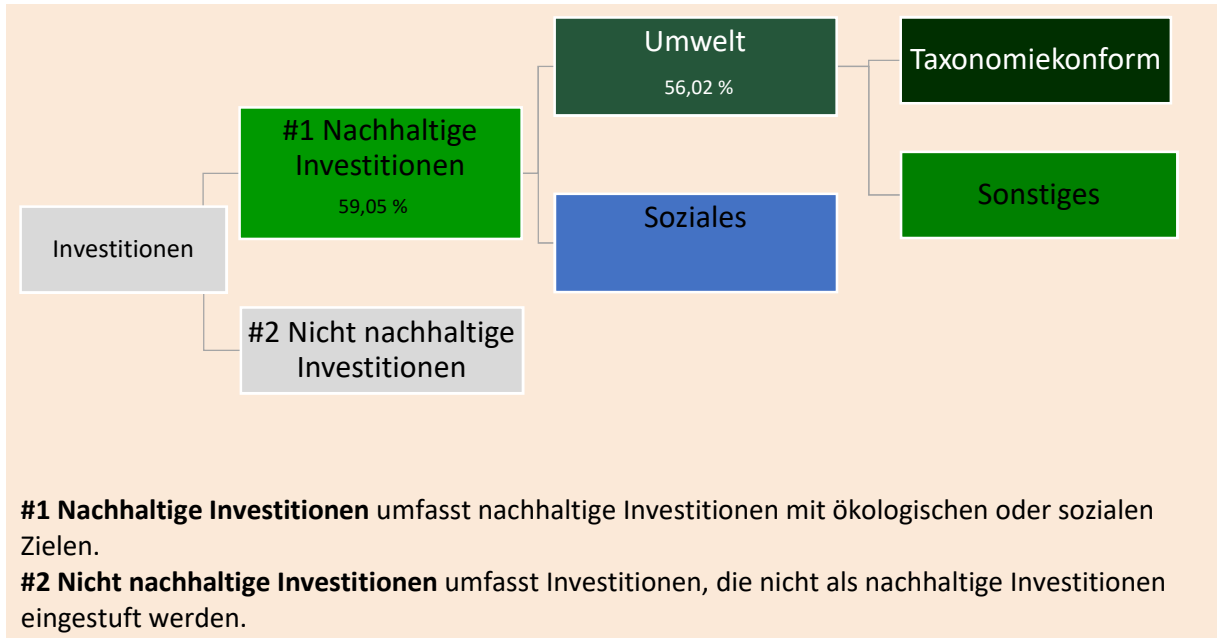 Umwelt
56,02 %
Taxonomiekonform
#1 Nachhaltige
Investitionen
59,05 %
Sonstiges
Soziales
Investitionen
#2 Nicht nachhaltige
Investitionen
#1 Nachhaltige Investitionen umfasst nachhaltige Investitionen mit ökologischen oder sozialen
Zielen.
#2 Nicht nachhaltige Investitionen umfasst Investitionen, die nicht als nachhaltige Investitionen
eingestuft werden.